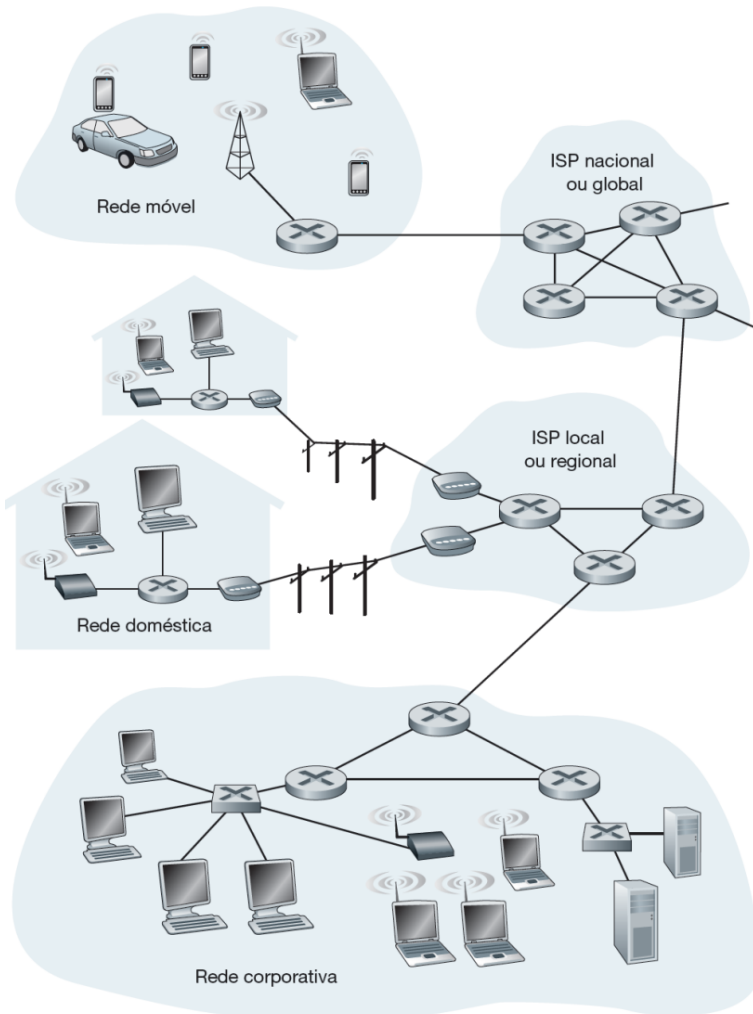 Rede móvel
ISP nacional
ou global
ISP local
ou regional
Rede doméstica
Rede corporativa